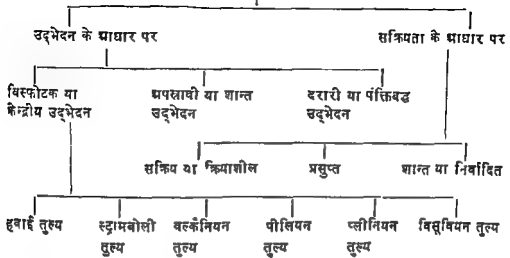 उद्भेदन के आधार पर सक्रियता के आधार पर
विस्फोटक या अपस्रावी या शान्त दरारी या पंक्तिबद्ध
केन्द्रीय उद्भेदन उद्भेदन उद्भेदन
सक्रिय या क्रियाशील प्रसुप्त शान्त या निर्वादित
हवाई तुल्य स्ट्रामबोली वल्कैनियन पीलियन प्लीनियन विसूवियन तुल्य
तुल्य तुल्य तुल्य तुल्य